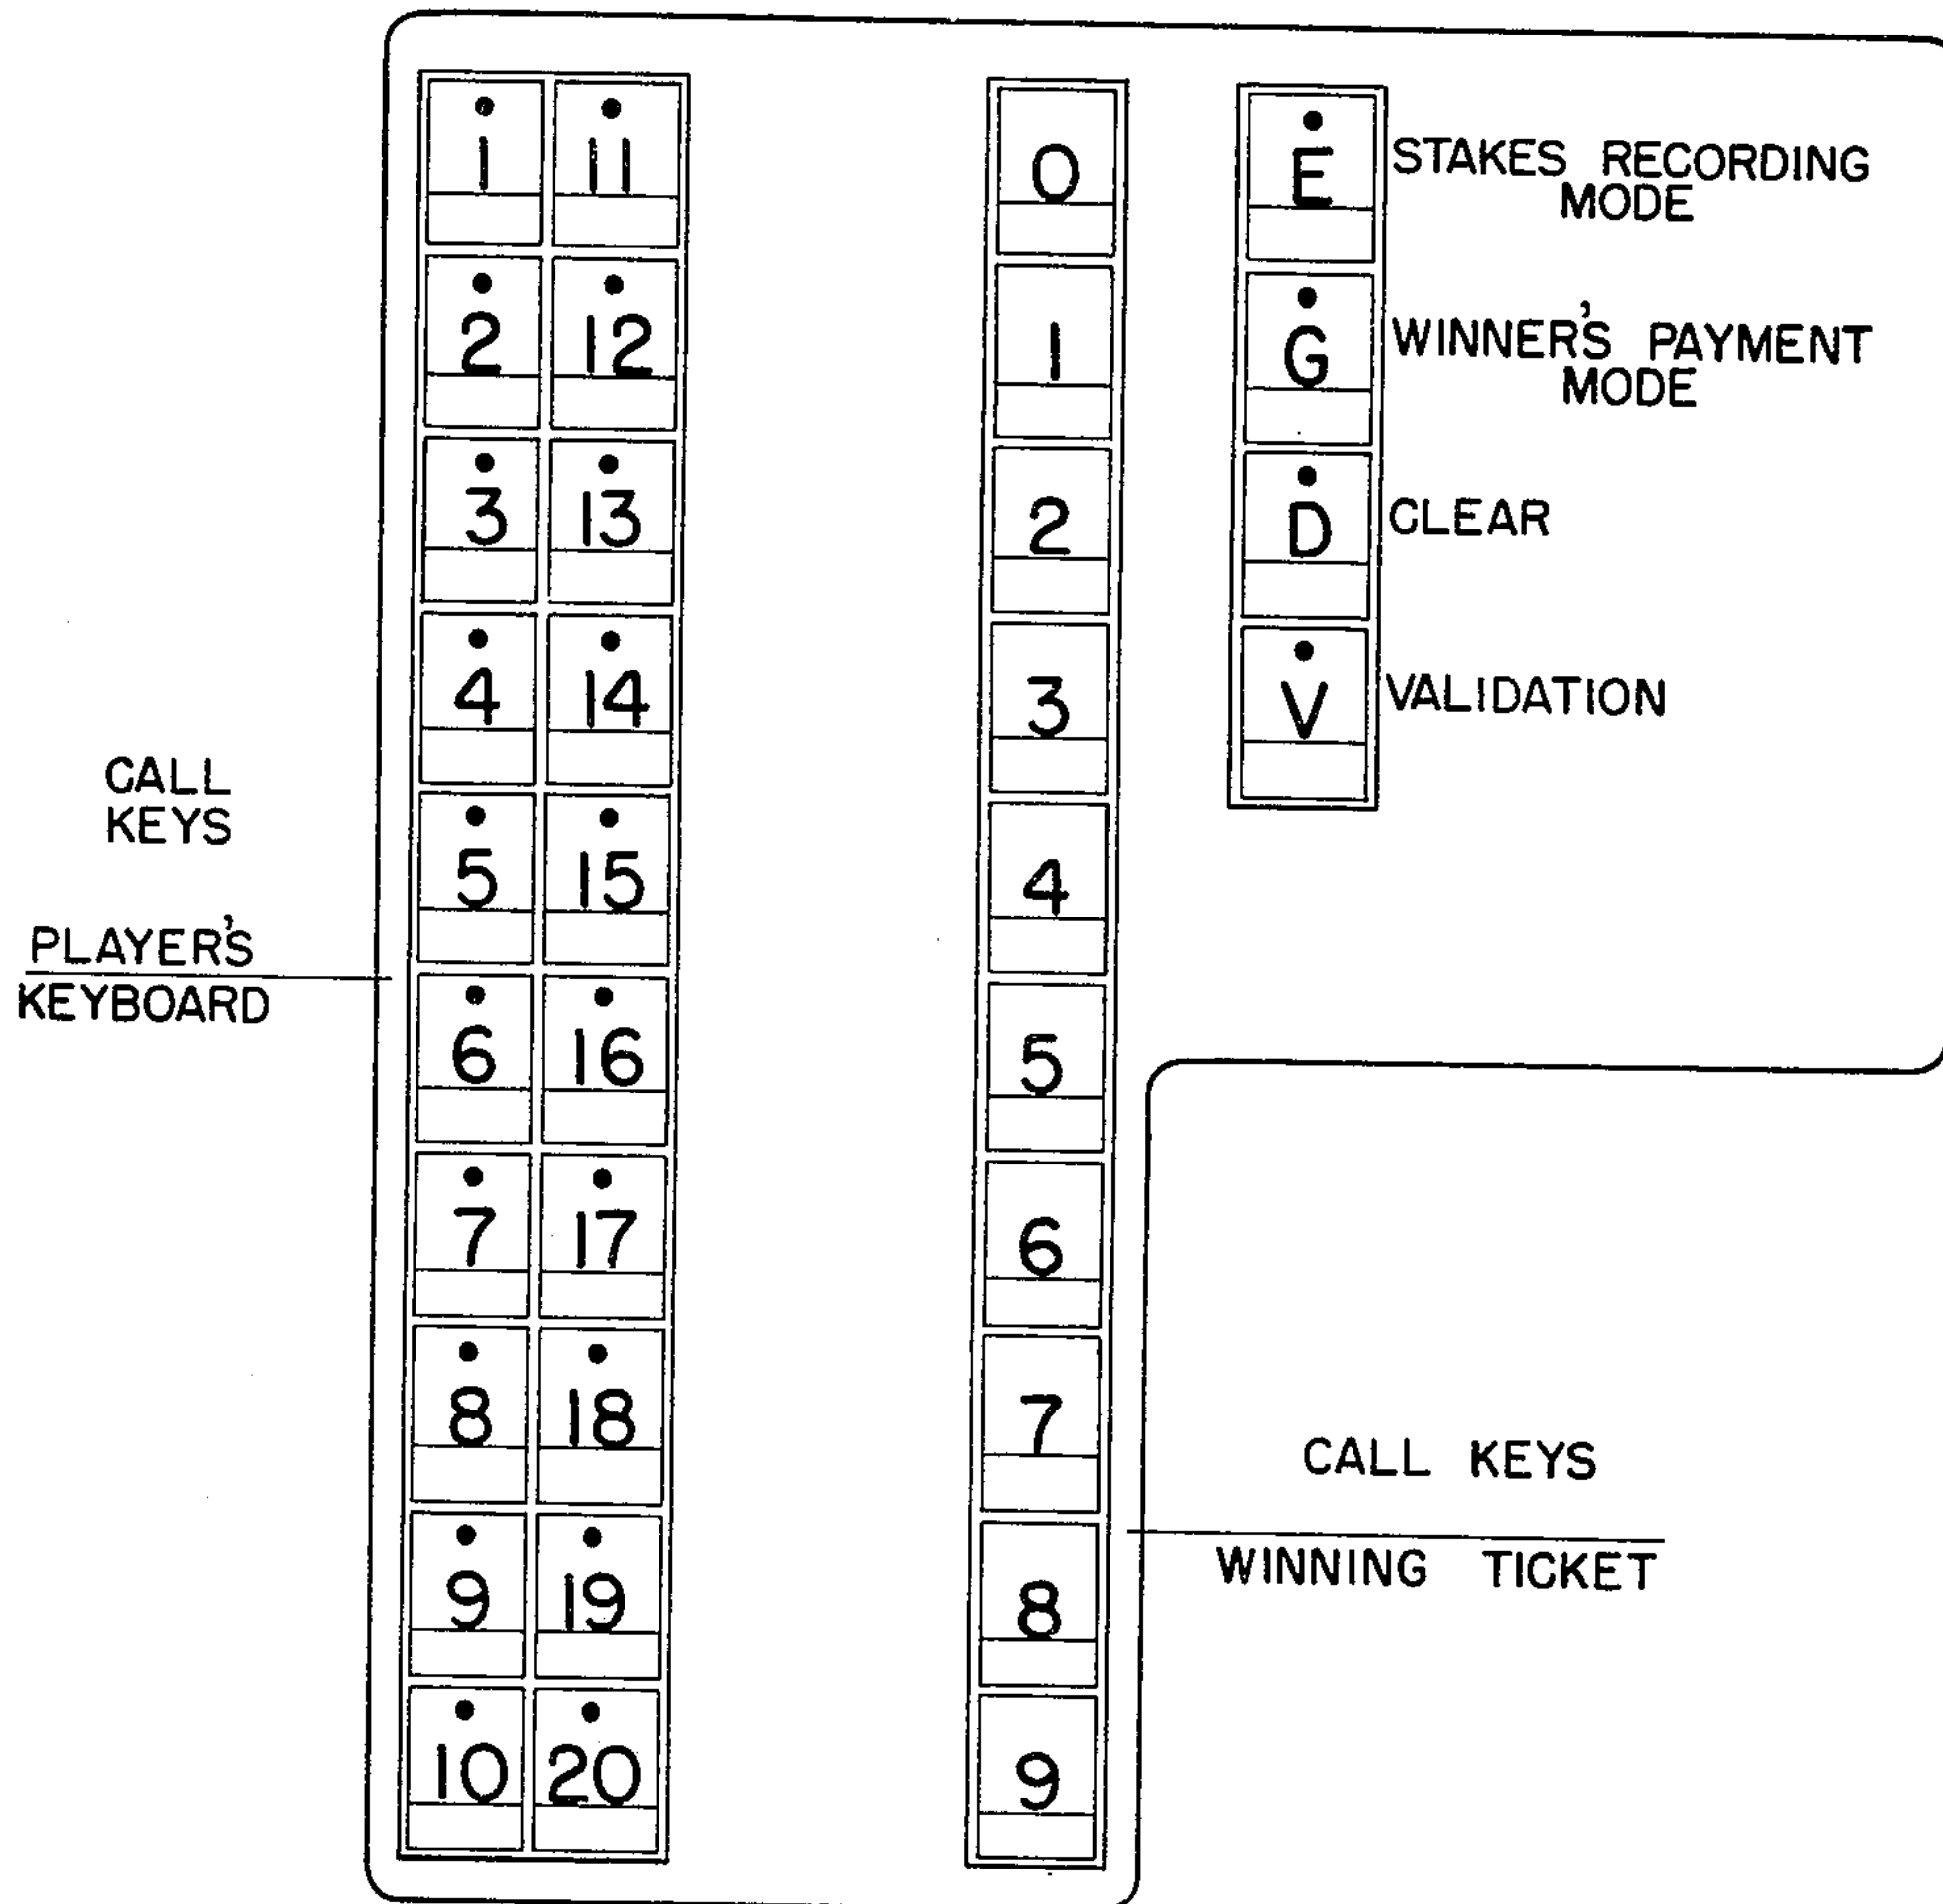 1 11
2 12
3 13
4 14
5 15
6 16
7 17
8 18
9 19
10 20
0
1
2
3
4
5
6
7
8
9
E STAKES RECORDING
MODE
G WINNER'S PAYMENT
MODE
D CLEAR
V VALIDATION
CALL
KEYS
PLAYER'S
KEYBOARD
CALL KEYS
WINNING TICKET